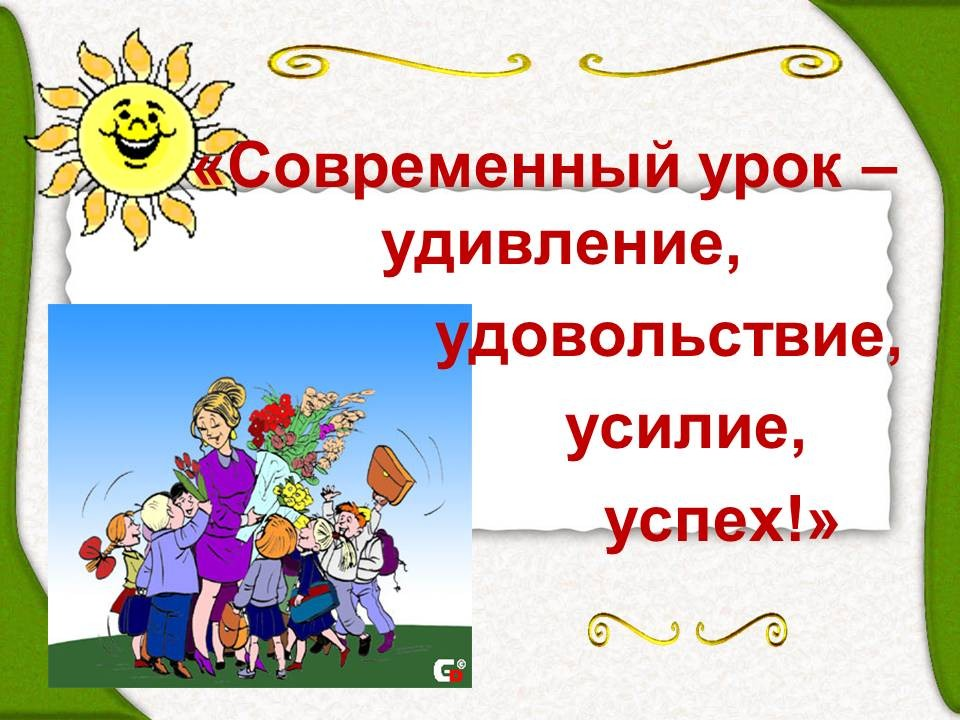 «Современный урок –
удивление,
удовольствие,
усилие,
успех!»